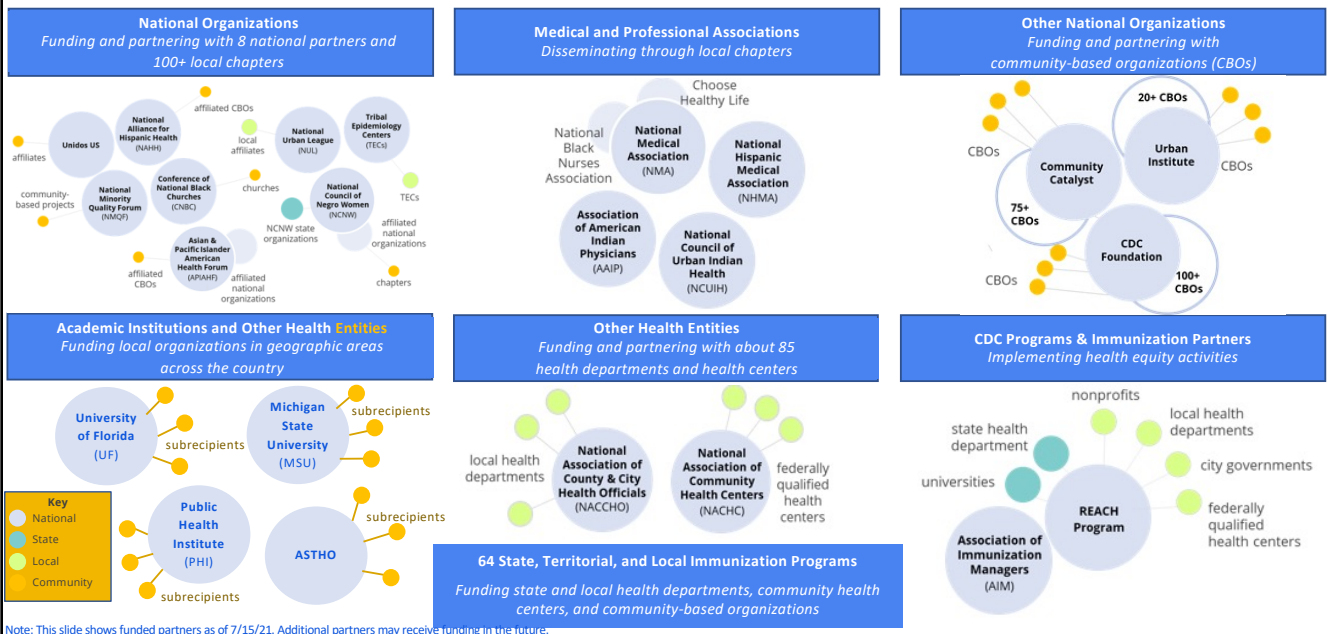 National Organizations
Funding and partnering with 8 national partners and
100+ local chapters
affiliated CBOs
National
Alliance for
Hispanic Health
(NAHH)
Unidos US
affiliates
local
affiliates
National
Urban League
(NUL)
Tribal
Epidemiology
Centers
(TECs)
TECs
community-
based projects
National
Minority
Quality Forum
(NMQF)
Conference of
National Black
Churches
(CNBC)
churches
National
Council of
Negro Women
(NCNW)
NCNW state
organizations
affiliated
national
organizations
chapters
Asian &
Pacific Islander
American
Health Forum
(APIAHF)
affiliated
CBOs
affiliated
national
organizations
Medical and Professional Associations
Disseminating through local chapters
Choose
Healthy Life
National
Black
Nurses
Association
National
Medical
Association
(NMA)
National
Hispanic
Medical
Association
(NHMA)
Association
of American
Indian
Physicians
(AAIP)
National
Council of
Urban Indian
Health
(NCUIH)
Other National Organizations
Funding and partnering with
community-based organizations (CBOs)
20+ CBOs
CBOs
Community
Catalyst
Urban
Institute
CBOs
75+
CBOs
CDC
Foundation
CBOs
100+
CBOs
Academic Institutions and Other Health Entities
Funding local organizations in geographic areas
across the country
University
of Florida
(UF)
subrecipients
Michigan
State
University
(MSU)
subrecipients
Key
National
State
Local
Community
Public
Health
Institute
(PHI)
subrecipients
ASTHO
subrecipients
Other Health Entities
Funding and partnering with about 85
health departments and health centers
local health
departments
National
Association of
County & City
Health Officials
(NACCHO)
National
Association of
Community
Health Centers
(NACHC)
federally
qualified
health
centers
64 State, Territorial, and Local Immunization Programs
Funding state and local health departments, community health
centers, and community-based organizations
CDC Programs & Immunization Partners
Implementing health equity activities
nonprofits
state health
department
local health
departments
universities
city governments
REACH
Program
federally
qualified
health centers
Association of
Immunization
Managers
(AIM)
Note: This slide shows funded partners as of 7/15/21. Additional partners may receive funding in the future.